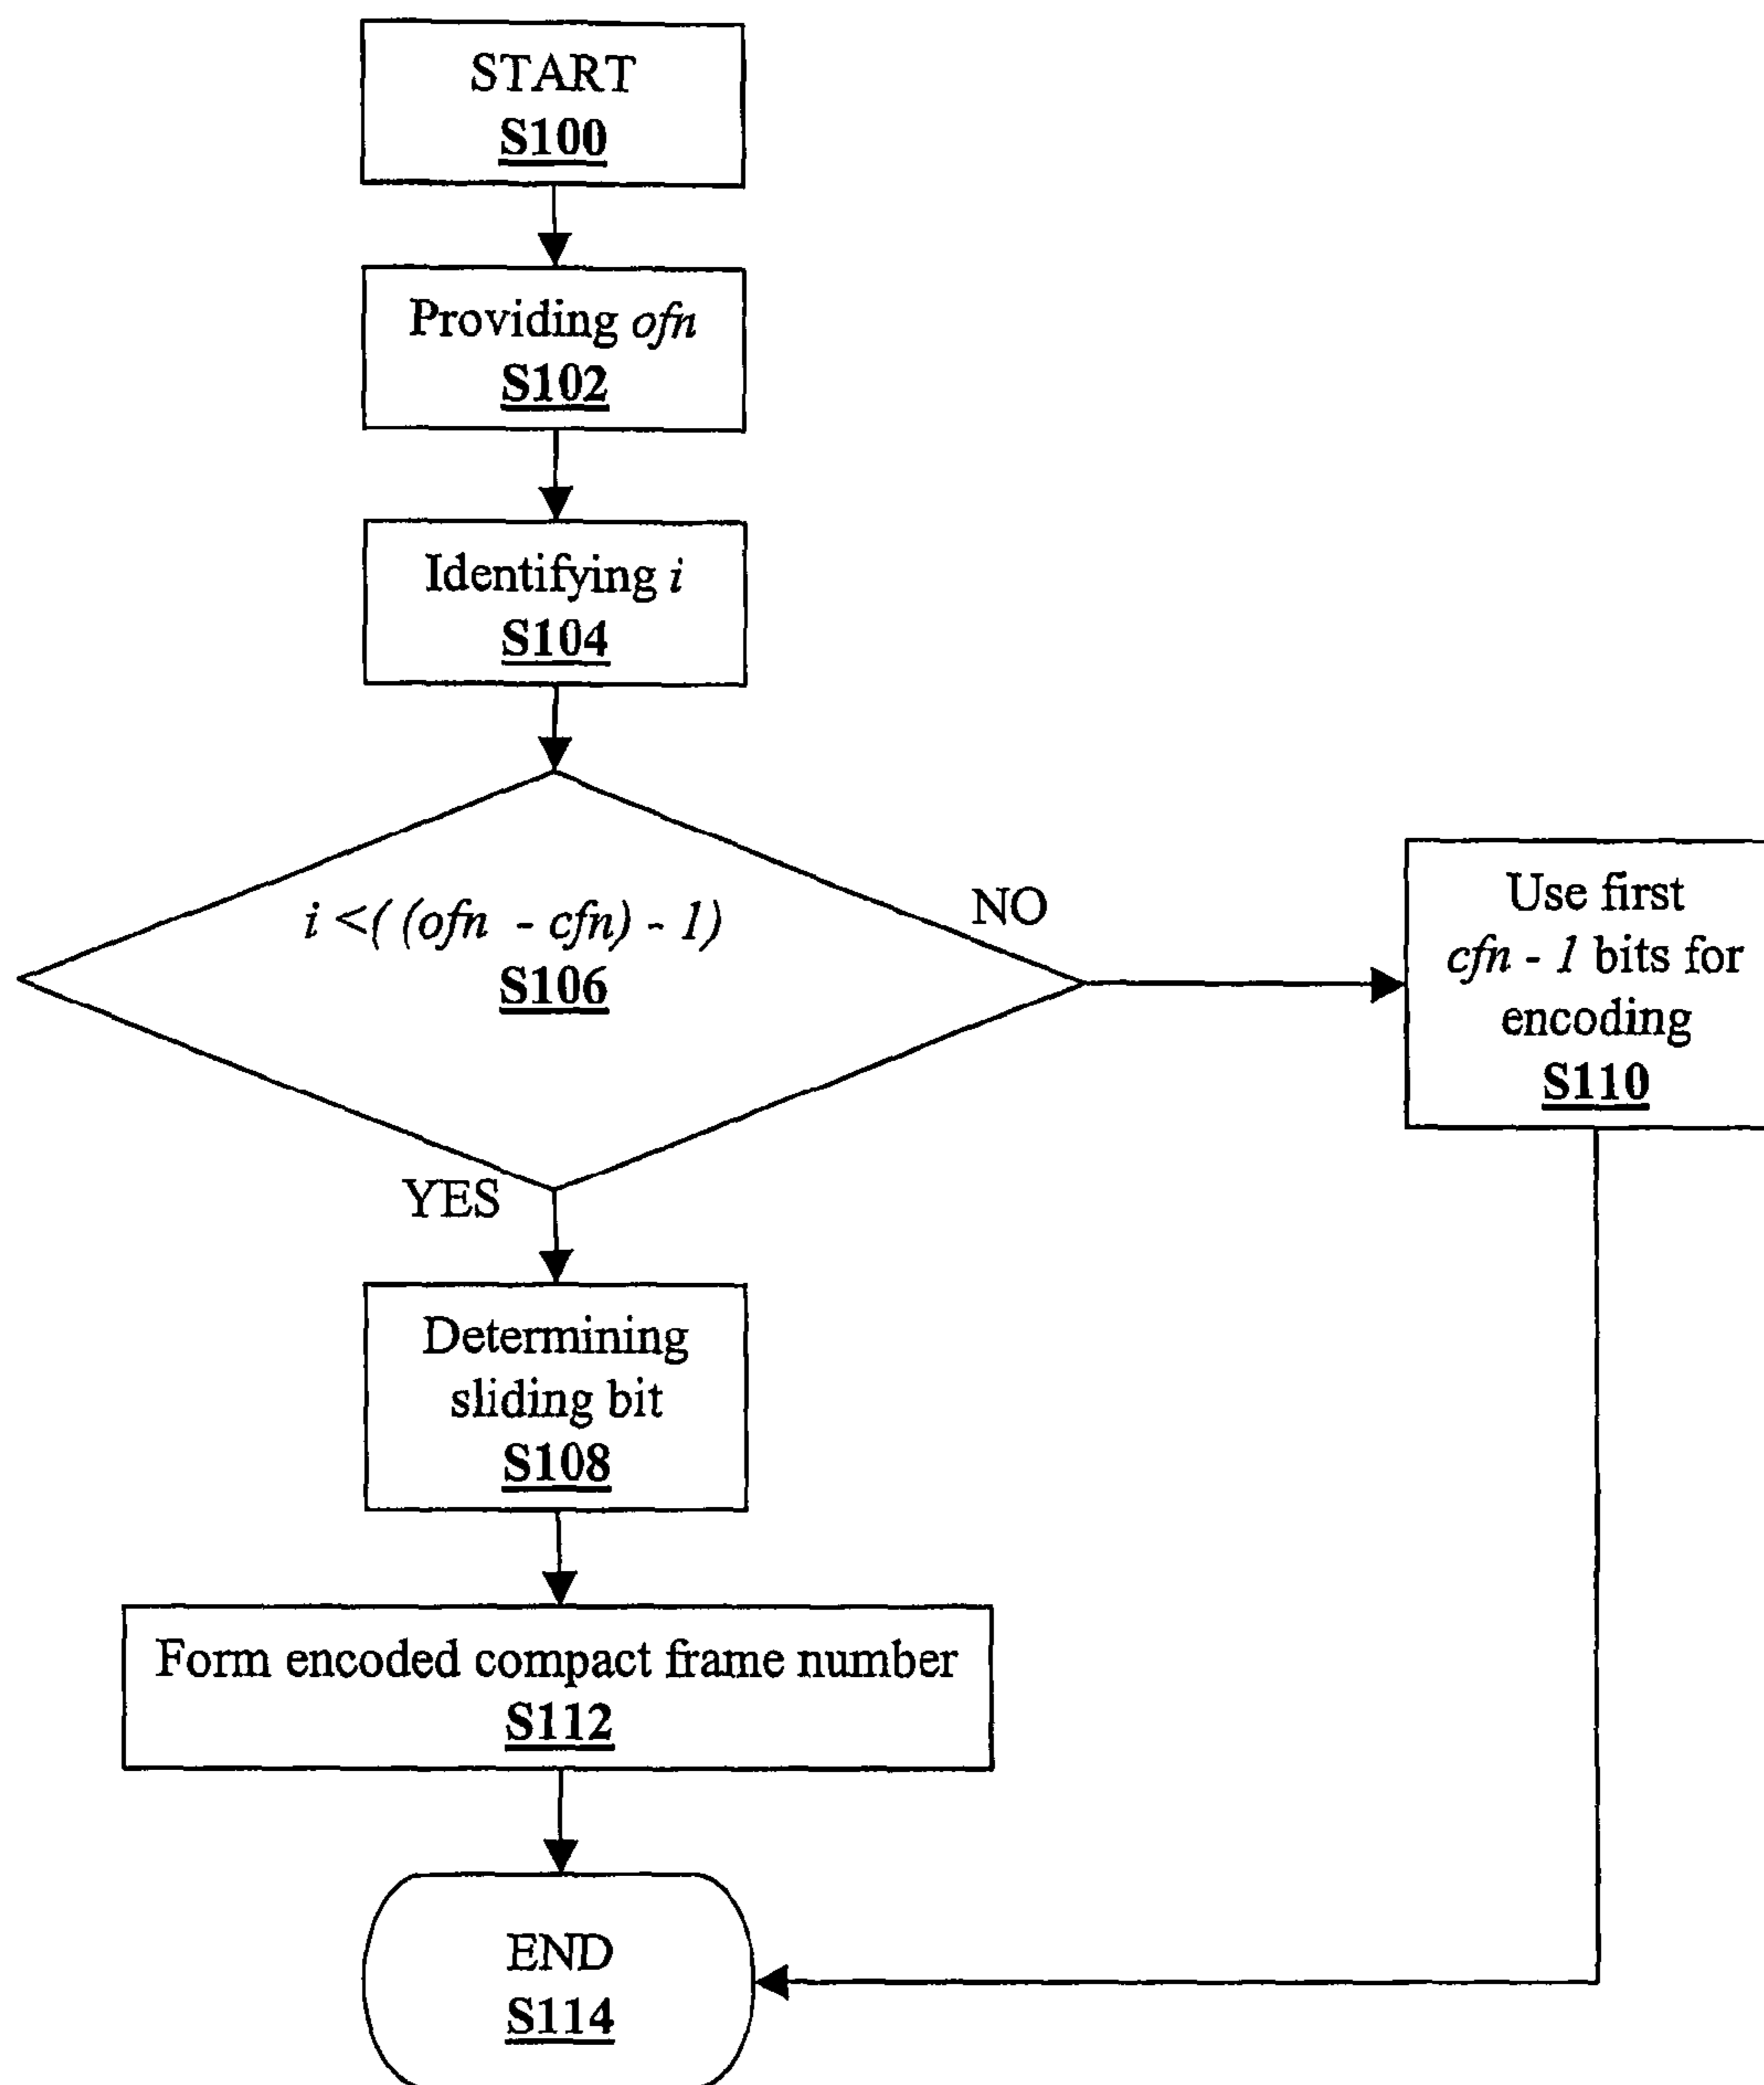 START
S100
Providing ofn
S102
Identifying i
S104
i <( (ofn - cfn) - 1)
S106
NO
Use first
cfn - 1 bits for
encoding
S110
YES
Determining
sliding bit
S108
Form encoded compact frame number
S112
END
S114